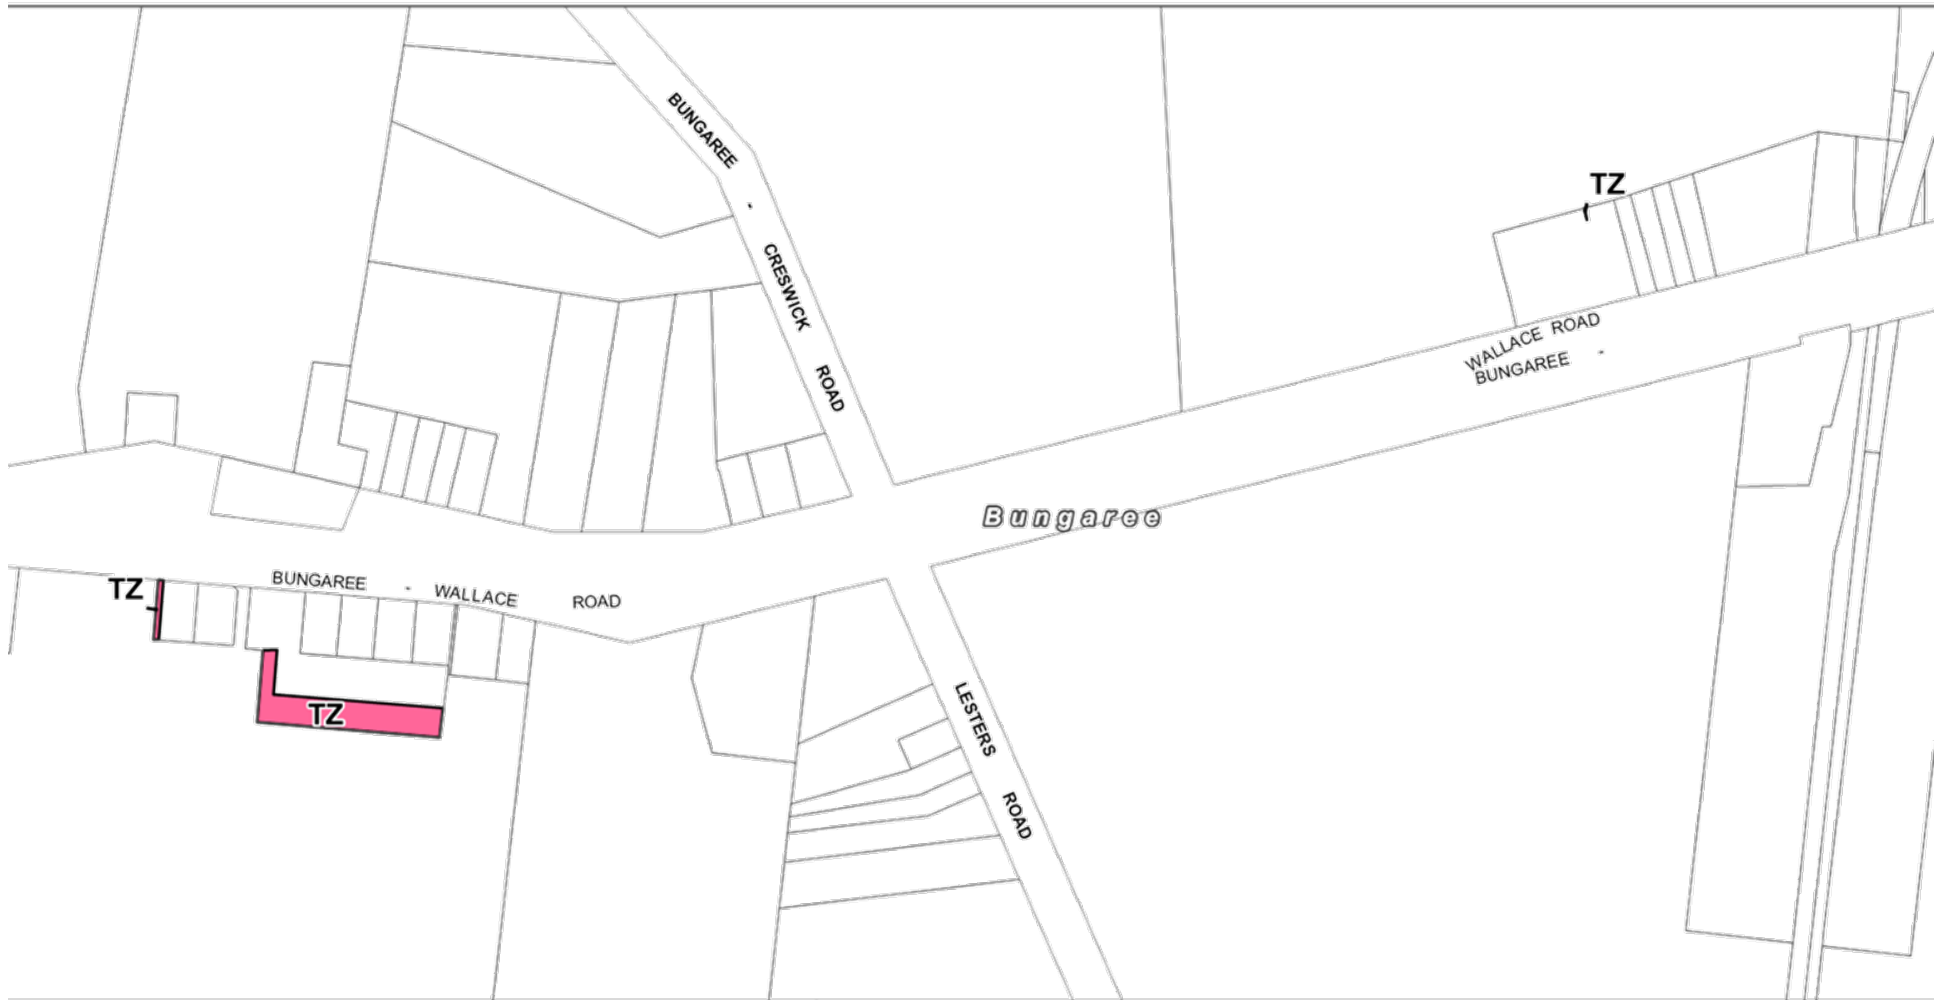 BUNGAREE - CRESWICK ROAD
TZ
WALLACE ROAD
BUNGAREE -
Bungaree
TZ
BUNGAREE - WALLACE ROAD
TZ
LESTERS ROAD